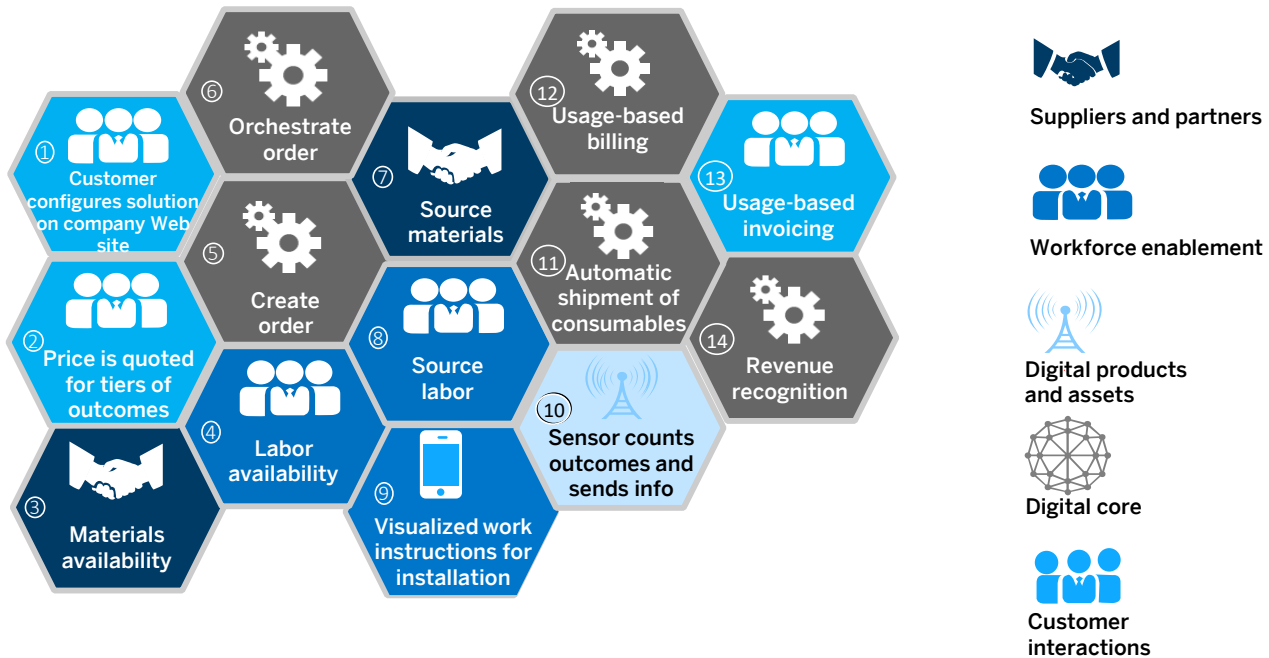 ①
Customer
configures solution
on company Web
site
②
Price is quoted
for tiers of
outcomes
③
Materials
availability
④
Labor
availability
⑤
Create
order
⑥
Orchestrate
order
⑦
Source
materials
⑧
Source
labor
⑨
Visualized work
instructions for
installation
⑩
Sensor counts
outcomes and
sends info
⑪
Automatic
shipment of
consumables
⑫
Usage-based
billing
⑬
Usage-based
invoicing
⑭
Revenue
recognition
Suppliers and partners
Workforce enablement
Digital products
and assets
Digital core
Customer
interactions